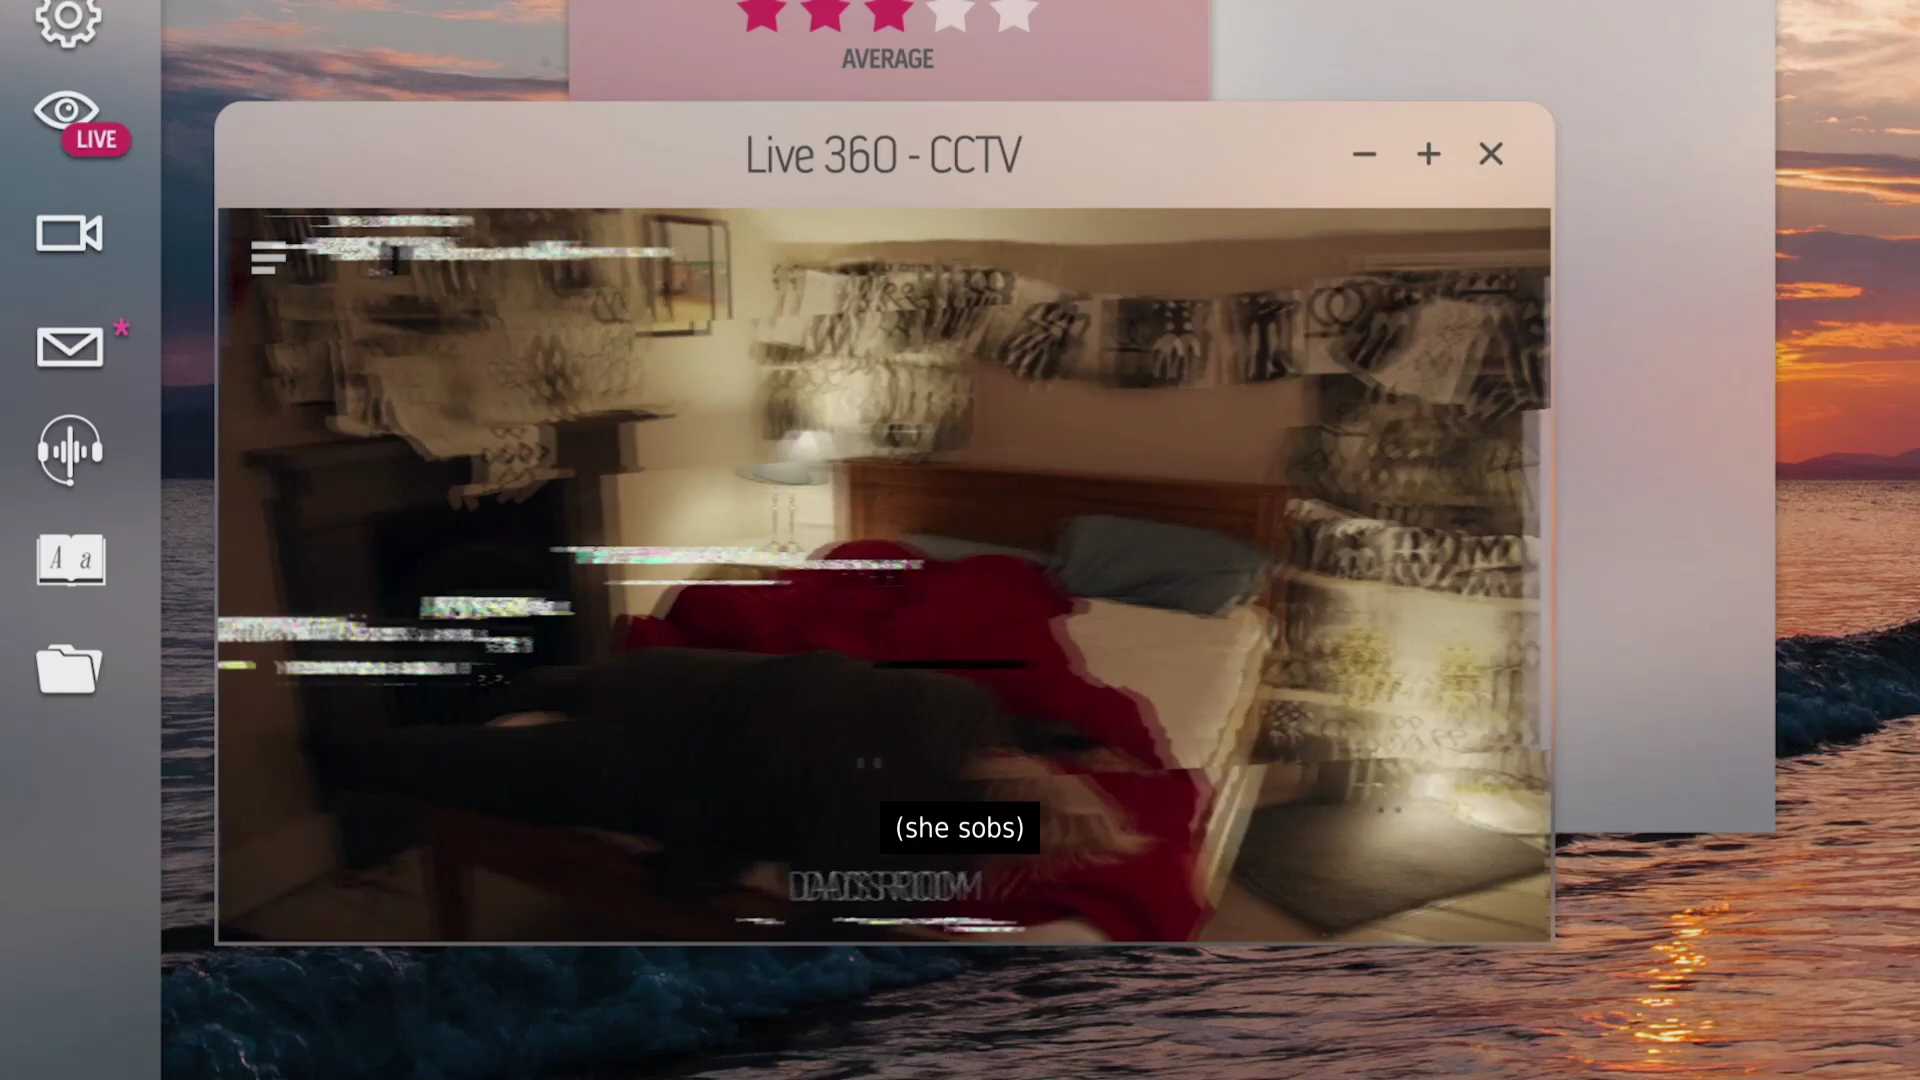 AVERAGE
LIVE
Live 360 - CCTV
A a
(she sobs)